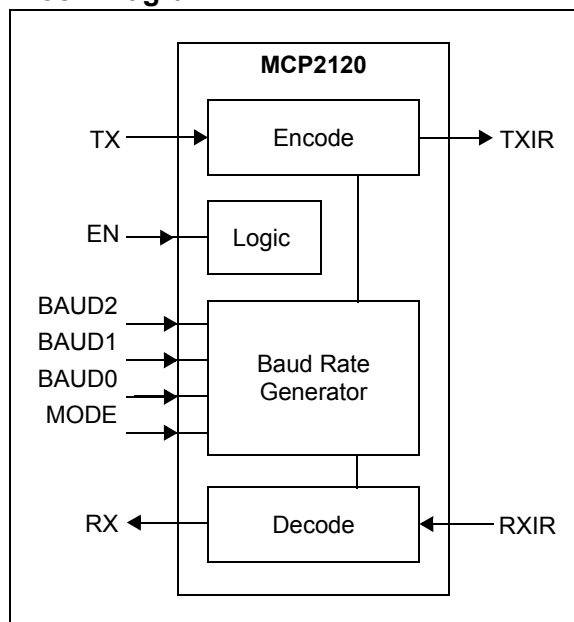 MCP2120
TX
Encode
TXIR
EN
Logic
BAUD2
BAUD1
BAUD0
MODE
Baud Rate
Generator
RX
Decode
RXIR